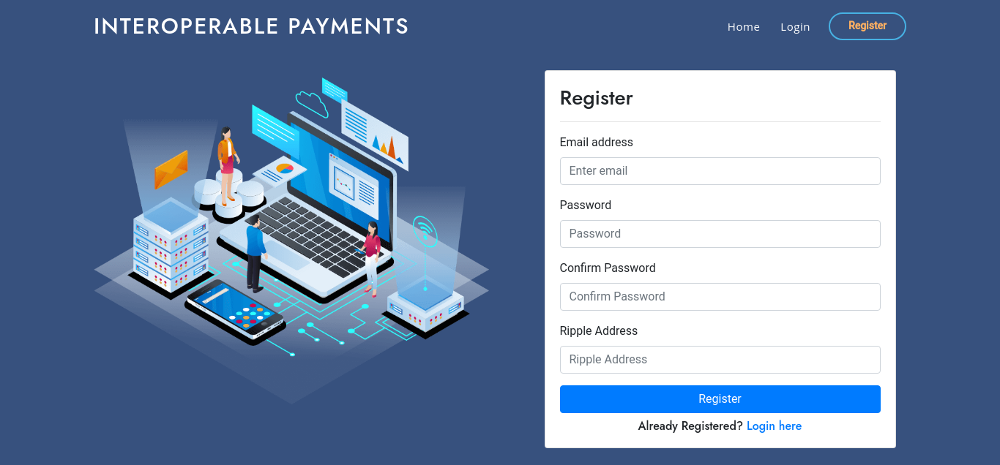 INTEROPERABLE PAYMENTS
Home
Login
Register
Register
Email address
Enter email
Password
Password
Confirm Password
Confirm Password
Ripple Address
Ripple Address
Register
Already Registered? Login here